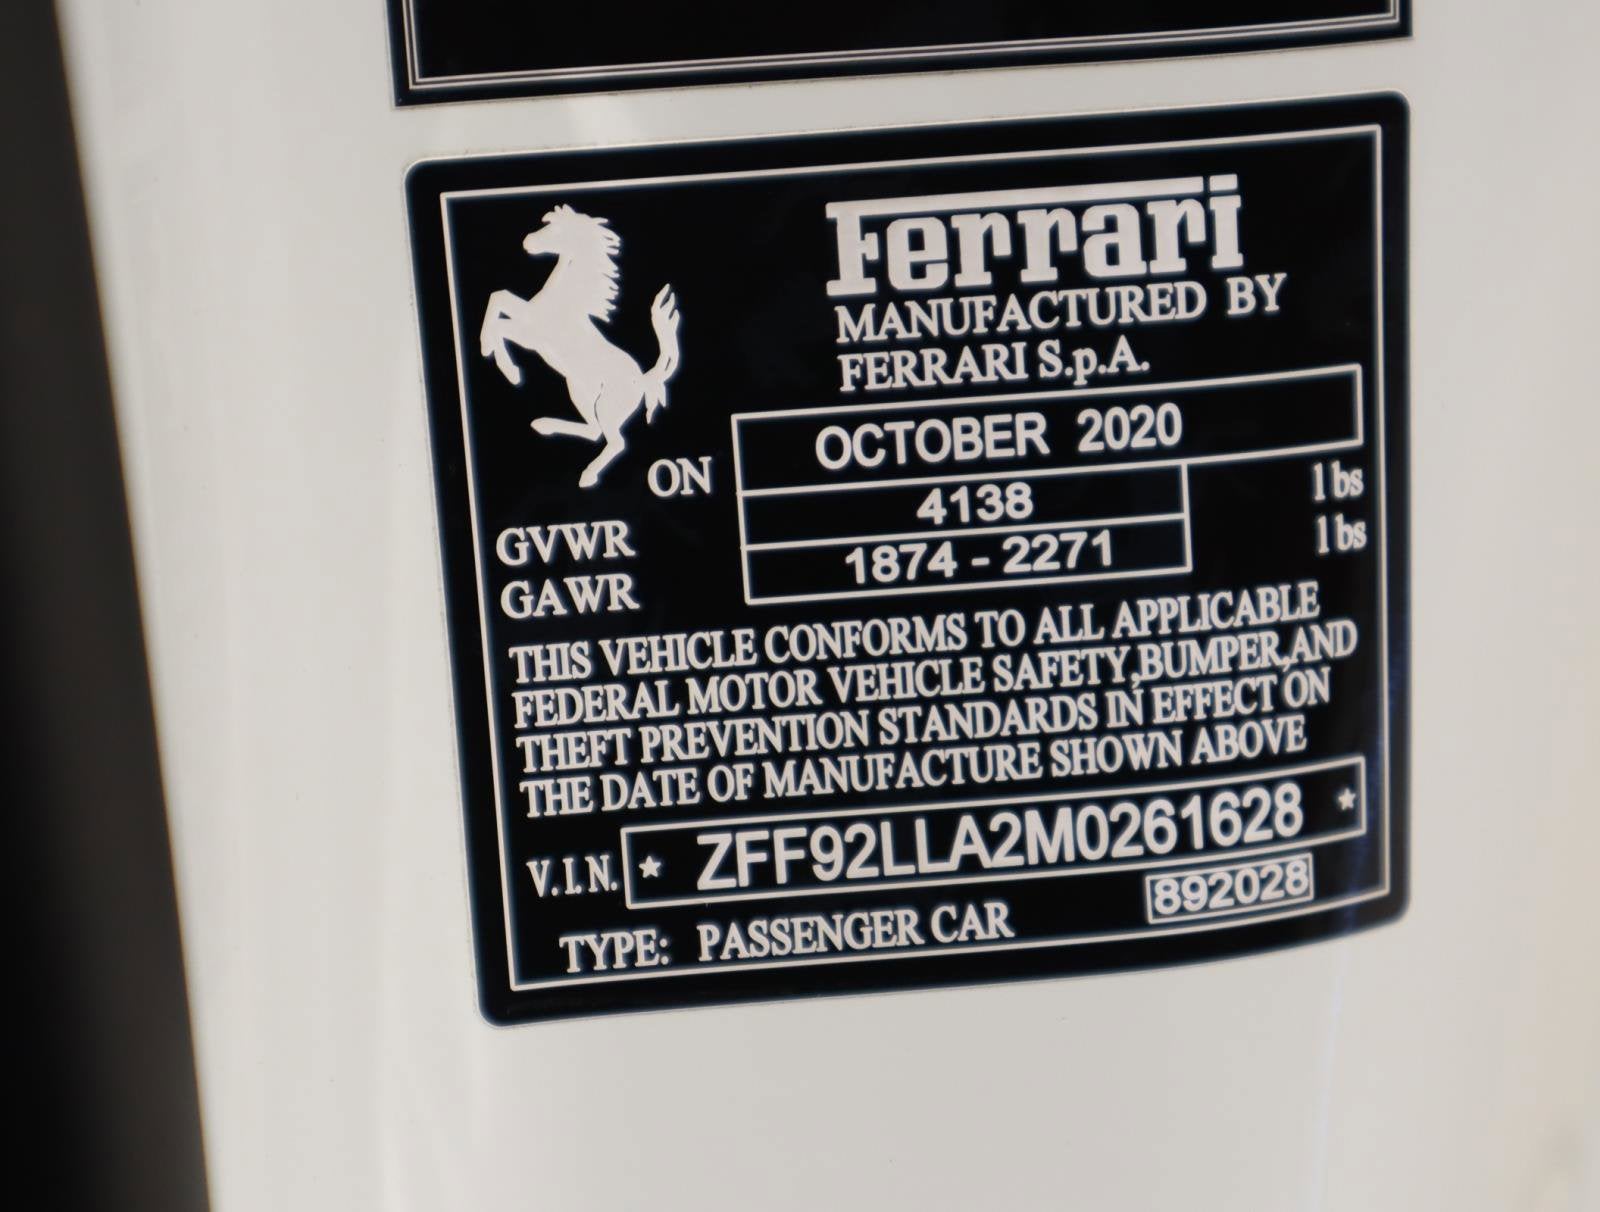 Ferrari
MANUFACTURED BY
FERRARI S.p.A.
ON OCTOBER 2020
GVWR 4138 lbs
GAWR 1874 - 2271 lbs
THIS VEHICLE CONFORMS TO ALL APPLICABLE
FEDERAL MOTOR VEHICLE SAFETY,BUMPER,AND
THEFT PREVENTION STANDARDS IN EFFECT ON
THE DATE OF MANUFACTURE SHOWN ABOVE
V.I.N. ★ ZFF92LLA2M0261628 ★
TYPE: PASSENGER CAR 892028